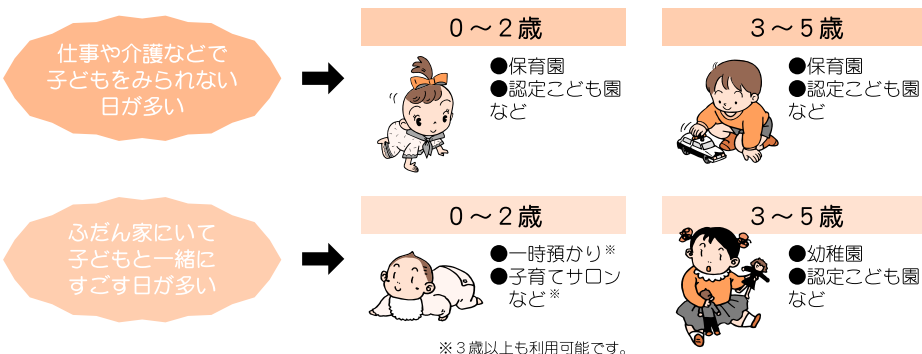 仕事や介護などで
子どもをみられない
日が多い
0～2歳
●保育園
●認定こども園
など
3～5歳
●保育園
●認定こども園
など
ふだん家にいて
子どもと一緒に
すごす日が多い
0～2歳
●一時預かり※
●子育てサロン
など※
※3歳以上も利用可能です。
3～5歳
●幼稚園
●認定こども園
など